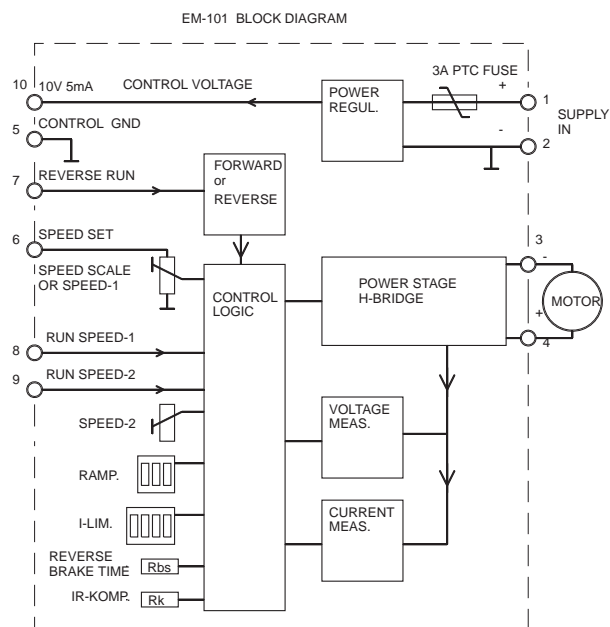 EM-101 BLOCK DIAGRAM
10 10V 5mA CONTROL VOLTAGE
POWER
REGUL.
3A PTC FUSE
+ 1
SUPPLY
IN
- 2
5 CONTROL GND
7 REVERSE RUN
FORWARD
or
REVERSE
6 SPEED SET
SPEED SCALE
OR SPEED-1
CONTROL
LOGIC
POWER STAGE
H-BRIDGE
3
-
MOTOR
+
4
8 RUN SPEED-1
9 RUN SPEED-2
SPEED-2
VOLTAGE
MEAS.
RAMP.
I-LIM.
CURRENT
MEAS.
REVERSE
BRAKE TIME Rbs
IR-KOMP. Rk